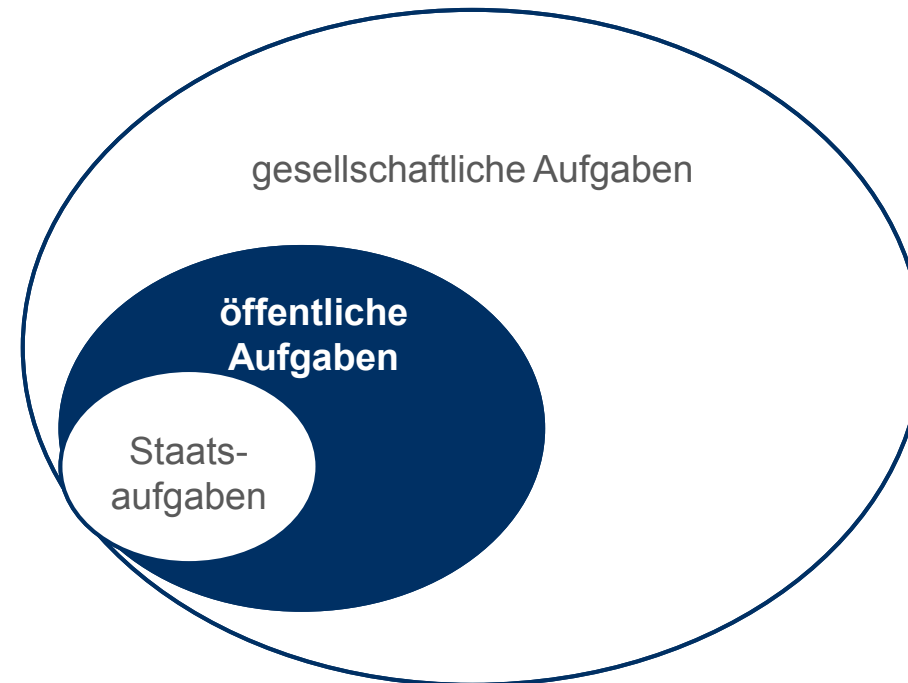 gesellschaftliche Aufgaben
öffentliche
Aufgaben
Staats-
aufgaben